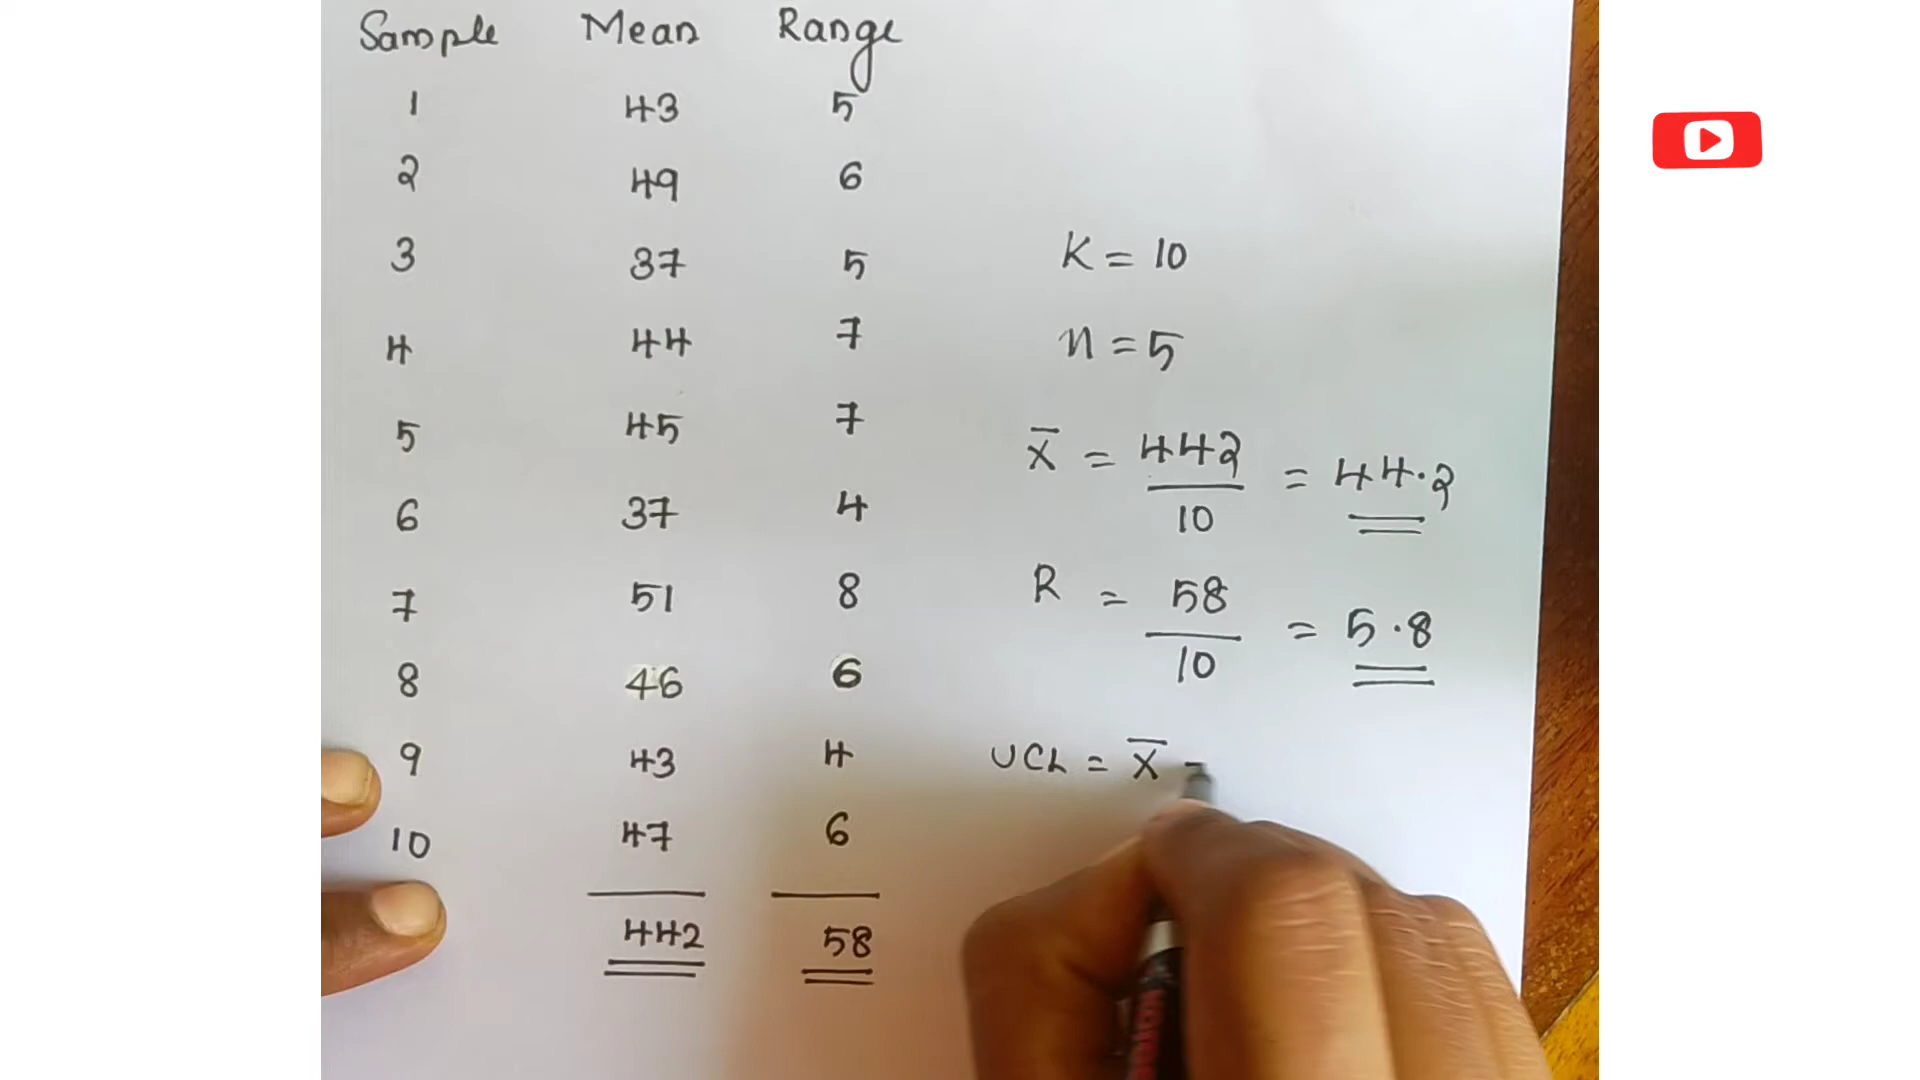 Sample Mean Range
1 43 5
2 49 6
3 37 5
4 44 7
5 45 7
6 37 4
7 51 8
8 46 6
9 43 4
10 47 6
442 58
K = 10
n = 5
X̅ = 442/10 = 44.2
R = 58/10 = 5.8
UCL = X̅ -